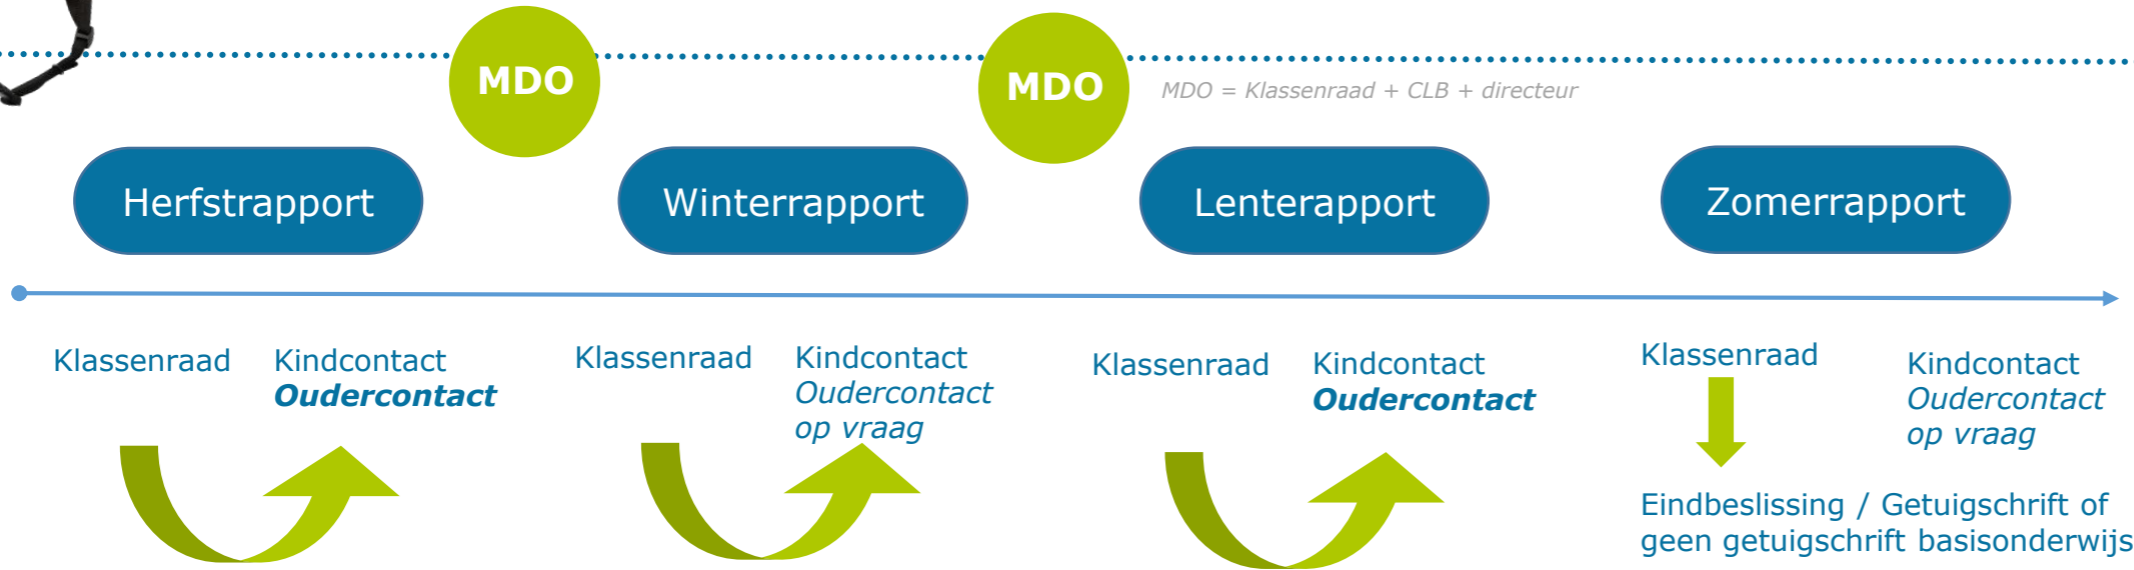 MDO
MDO
MDO = Klassenraad + CLB + directeur
Herfstrapport
Winterrapport
Lenterapport
Zomerrapport
Klassenraad
Kindcontact
Oudercontact
Klassenraad
Kindcontact
Oudercontact
op vraag
Klassenraad
Kindcontact
Oudercontact
Klassenraad
Kindcontact
Oudercontact
op vraag
Eindbeslissing / Getuigschrift of
geen getuigschrift basisonderwijs